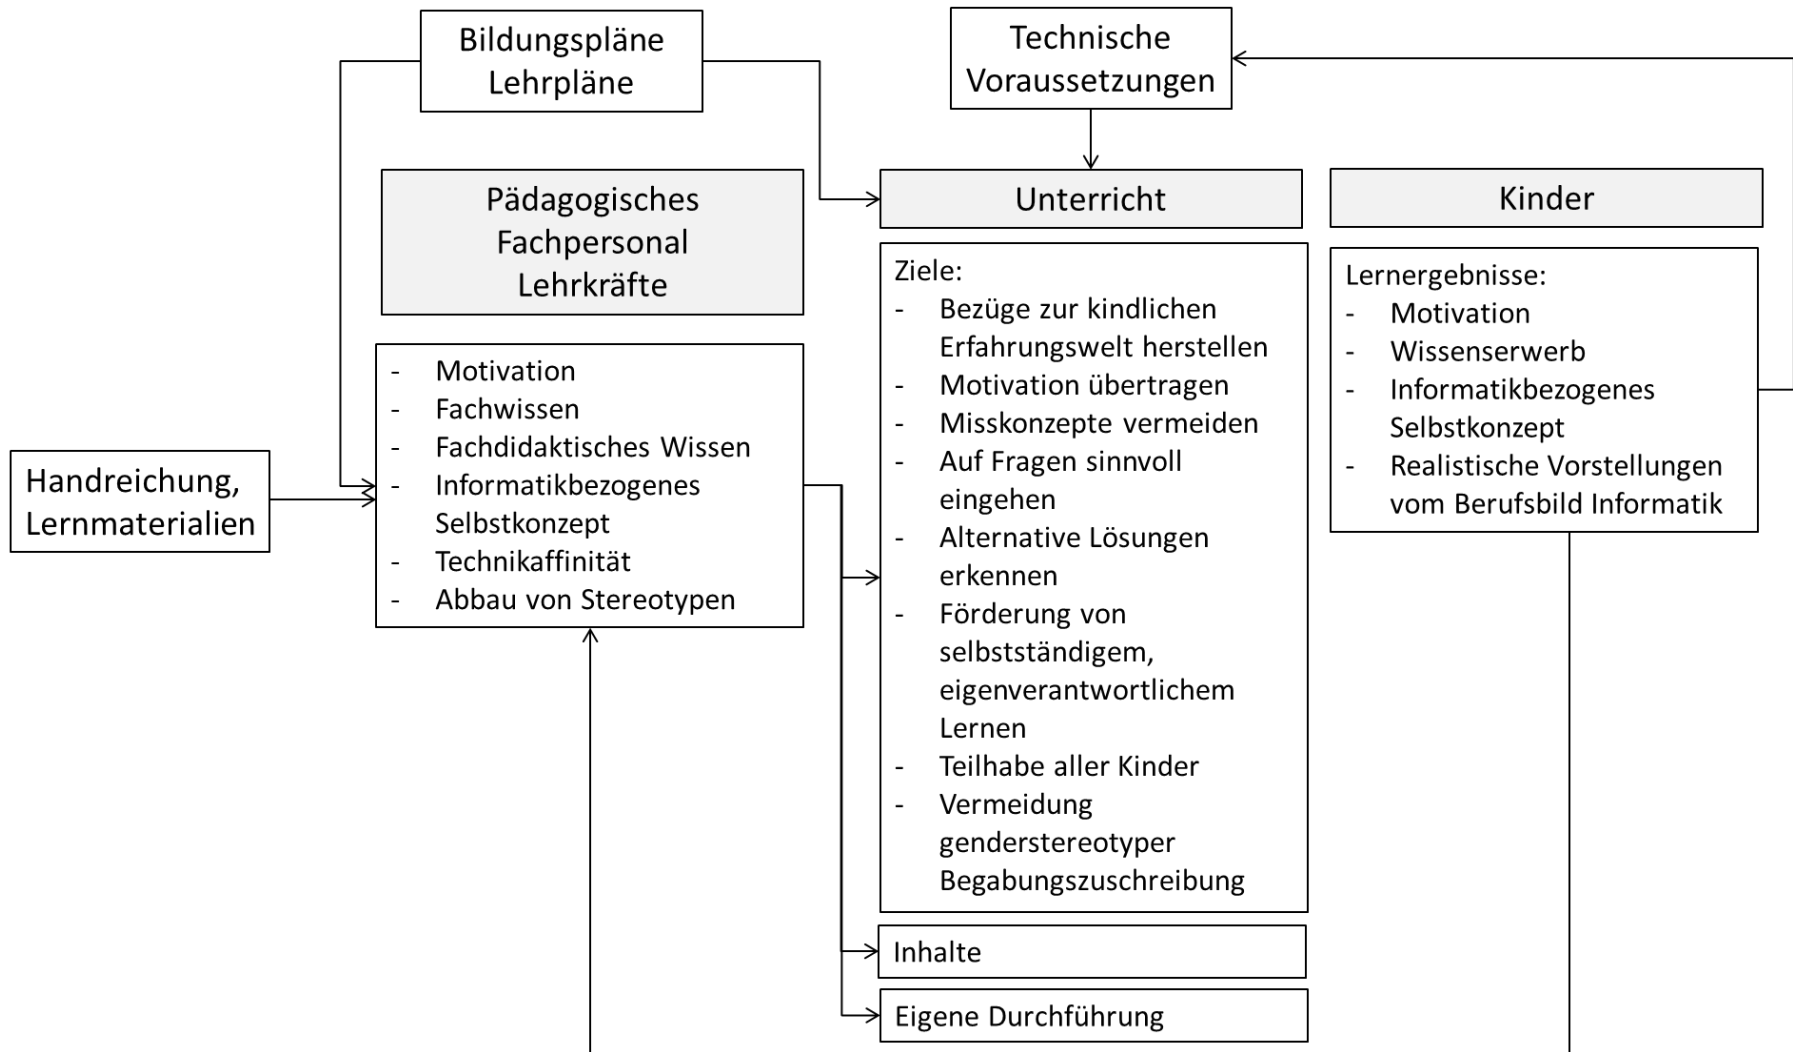 Bildungspläne
Lehrpläne
Technische
Voraussetzungen
Pädagogisches
Fachpersonal
Lehrkräfte
Unterricht
Kinder
Handreichung,
Lernmaterialien
- Motivation
- Fachwissen
- Fachdidaktisches Wissen
- Informatikbezogenes
Selbstkonzept
- Technikaffinität
- Abbau von Stereotypen
Ziele:
- Bezüge zur kindlichen
Erfahrungswelt herstellen
- Motivation übertragen
- Misskonzepte vermeiden
- Auf Fragen sinnvoll
eingehen
- Alternative Lösungen
erkennen
- Förderung von
selbstständigem,
eigenverantwortlichem
Lernen
- Teilhabe aller Kinder
- Vermeidung
genderstereotyper
Begabungszuschreibung
Inhalte
Eigene Durchführung
Lernergebnisse:
- Motivation
- Wissenserwerb
- Informatikbezogenes
Selbstkonzept
- Realistische Vorstellungen
vom Berufsbild Informatik